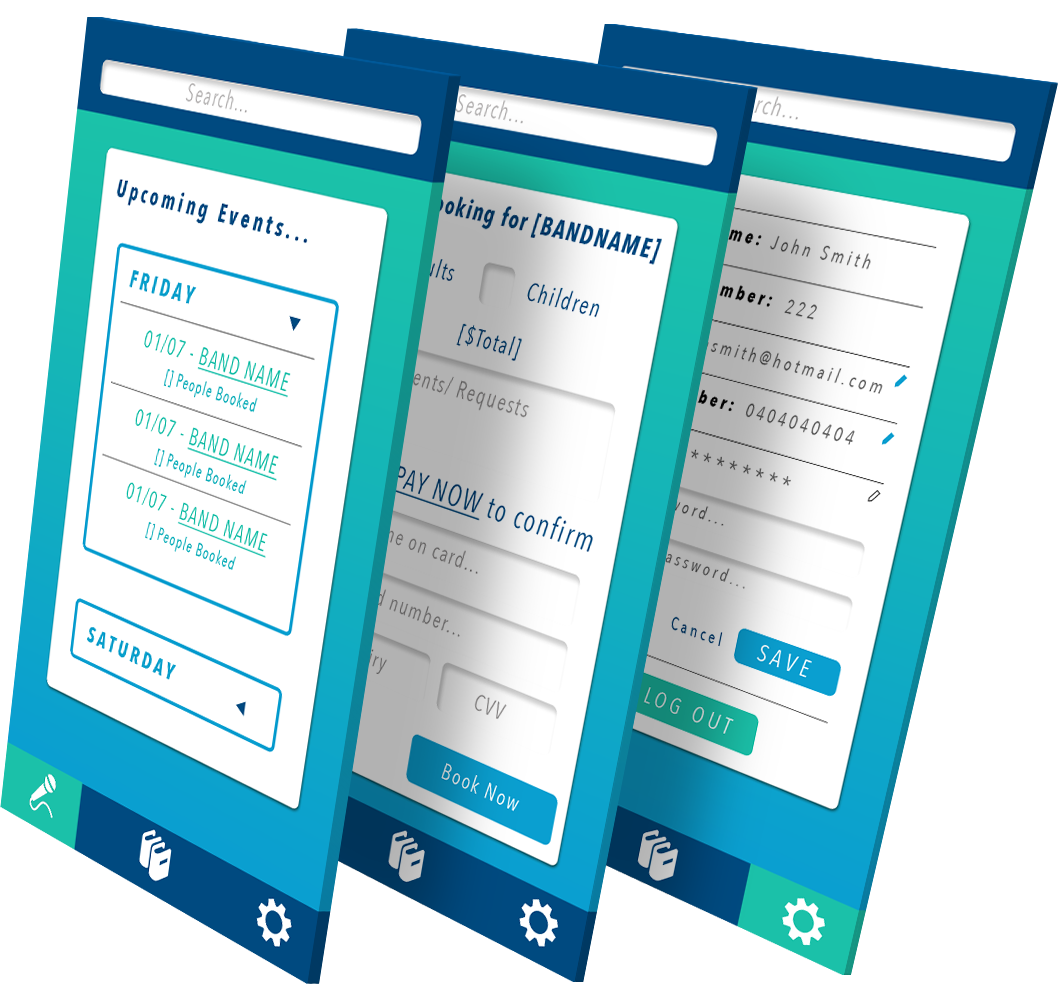 Search...
Upcoming Events...
FRIDAY
01/07 - BAND NAME
[] People Booked
01/07 - BAND NAME
[] People Booked
01/07 - BAND NAME
[] People Booked
SATURDAY
Search...
ooking for [BANDNAME]
ults
Children
[$Total]
ents/ Requests
PAY NOW to confirm
me on card...
d number...
iry
CVV
Book Now
rch...
me: John Smith
mber: 222
smith@hotmail.com
ber: 0404040404
********
word...
assword...
Cancel
SAVE
LOG OUT